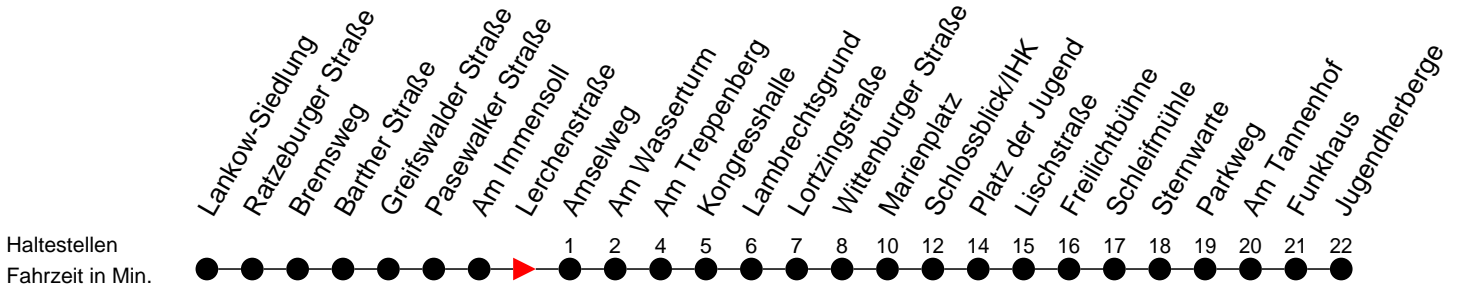 Lankow-Siedlung
Ratzeburger Straße
Bremsweg
Barther Straße
Greifswalder Straße
Pasewalker Straße
Am Immensoll
Lerchenstraße
Amselweg
Am Wasserturm
Am Treppenberg
Kongresshalle
Lambrechtsgrund
Lortzingstraße
Wittenburger Straße
Marienplatz
Schlossblick/IHK
Platz der Jugend
Lischstraße
Freilichtbühne
Schleifmühle
Sternwarte
Parkweg
Am Tannenhof
Funkhaus
Jugendherberge
Haltestellen 1 2 4 5 6 7 8 10 12 14 15 16 17 18 19 20 21 22
Fahrzeit in Min.